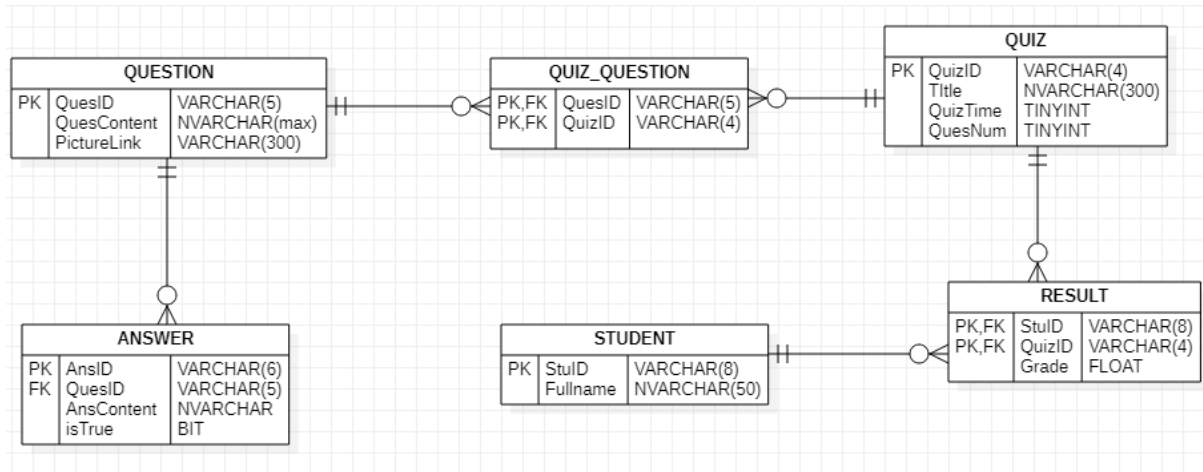 QUESTION
PK QuesID VARCHAR(5)
QuesContent NVARCHAR(max)
PictureLink VARCHAR(300)
QUIZ_QUESTION
PK,FK QuesID VARCHAR(5)
PK,FK QuizID VARCHAR(4)
QUIZ
PK QuizID VARCHAR(4)
TItle NVARCHAR(300)
QuizTime TINYINT
QuesNum TINYINT
ANSWER
PK AnsID VARCHAR(6)
FK QuesID VARCHAR(5)
AnsContent NVARCHAR
isTrue BIT
STUDENT
PK StuID VARCHAR(8)
Fullname NVARCHAR(50)
RESULT
PK,FK StuID VARCHAR(8)
PK,FK QuizID VARCHAR(4)
Grade FLOAT